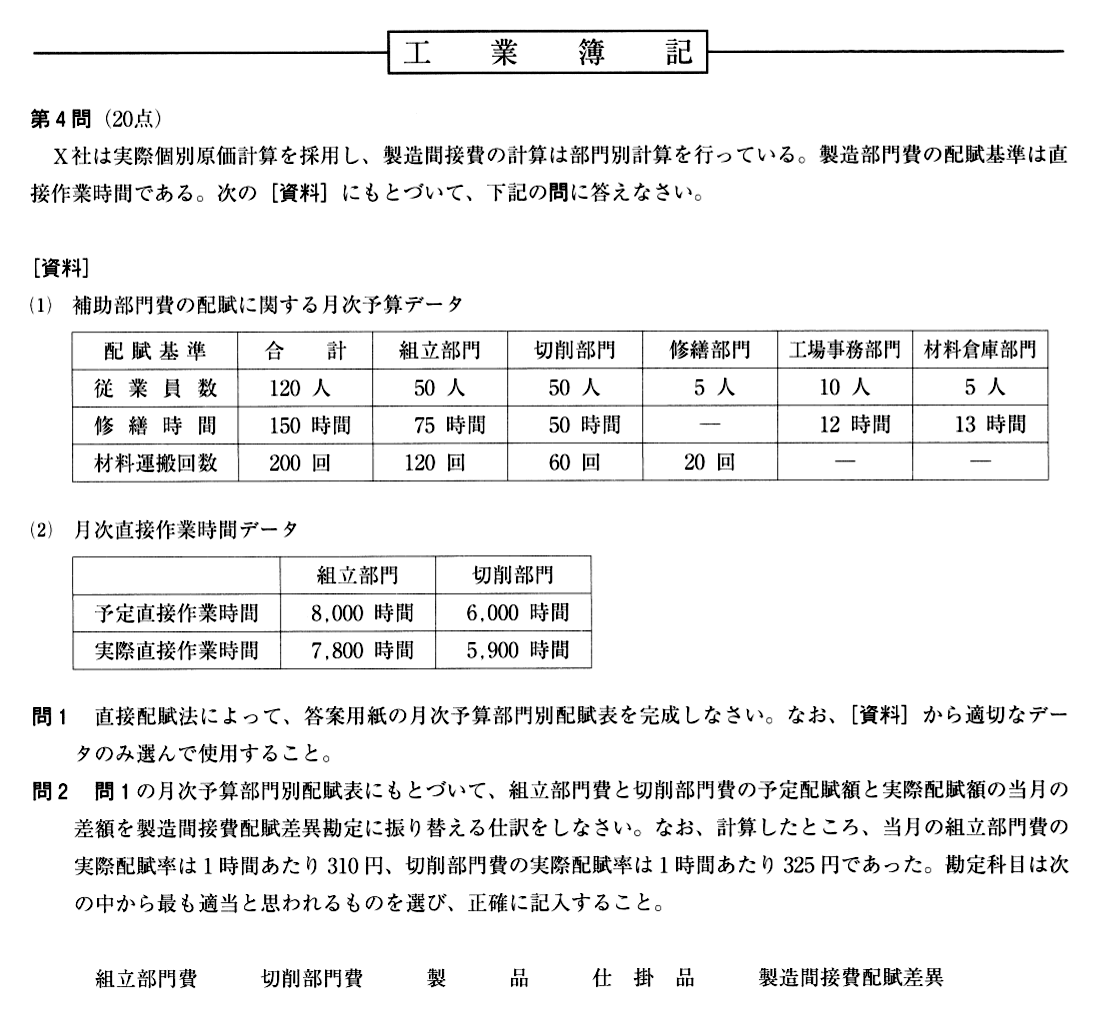 工業簿記
第4問（20点）
X社は実際個別原価計算を採用し、製造間接費の計算は部門別計算を行っている。製造部門費の配賦基準は直
接作業時間である。次の［資料］にもとづいて、下記の問に答えなさい。
［資料］
(1) 補助部門費の配賦に関する月次予算データ
配賦基準 合計 組立部門 切削部門 修繕部門 工場事務部門 材料倉庫部門
従業員数 120 人 50 人 50 人 5 人 10 人 5 人
修繕時間 150 時間 75 時間 50 時間 ― 12 時間 13 時間
材料運搬回数 200 回 120 回 60 回 20 回 ― ―
(2) 月次直接作業時間データ
組立部門 切削部門
予定直接作業時間 8,000 時間 6,000 時間
実際直接作業時間 7,800 時間 5,900 時間
問1 直接配賦法によって、答案用紙の月次予算部門別配賦表を完成しなさい。なお、［資料］から適切なデー
タのみ選んで使用すること。
問2 問1の月次予算部門別配賦表にもとづいて、組立部門費と切削部門費の予定配賦額と実際配賦額の当月の
差額を製造間接費配賦差異勘定に振り替える仕訳をしなさい。なお、計算したところ、当月の組立部門費の
実際配賦率は1時間あたり310円、切削部門費の実際配賦率は1時間あたり325円であった。勘定科目は次
の中から最も適当と思われるものを選び、正確に記入すること。
組立部門費 切削部門費 製品 仕掛品 製造間接費配賦差異